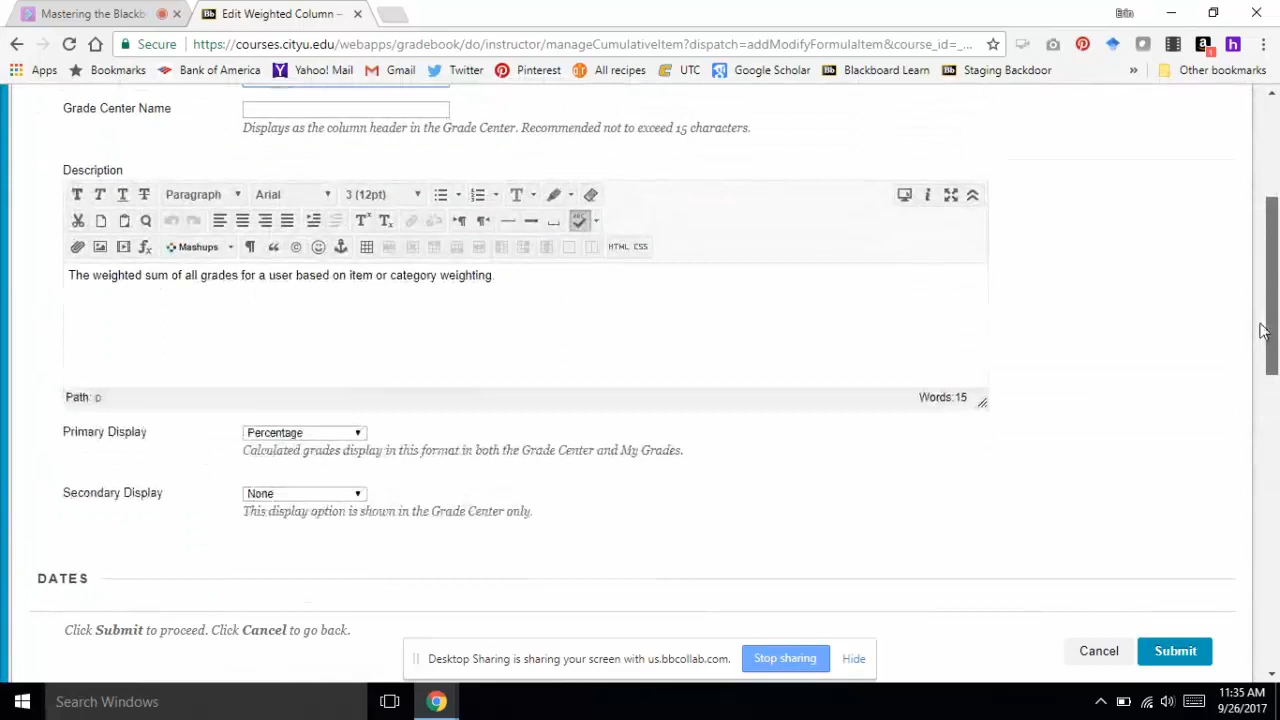 Mastering the Blackb
Edit Weighted Column –
Erin
Secure
https://courses.cityu.edu/webapps/gradebook/do/instructor/manageCumulativeItem?dispatch=addModifyFormulaItem&course_id=_...
Apps
Bookmarks
Bank of America
Yahoo! Mail
Gmail
Twitter
Pinterest
All recipes
UTC
Google Scholar
Blackboard Learn
Staging Backdoor
»
Other bookmarks
Grade Center Name
Displays as the column header in the Grade Center. Recommended not to exceed 15 characters.
Description
Paragraph
Arial
3 (12pt)
Mashups
HTML CSS
The weighted sum of all grades for a user based on item or category weighting.
Path: p
Words:15
Primary Display
Percentage
Calculated grades display in this format in both the Grade Center and My Grades.
Secondary Display
None
This display option is shown in the Grade Center only.
DATES
Click Submit to proceed. Click Cancel to go back.
Desktop Sharing is sharing your screen with us.bbcollab.com.
Stop sharing
Hide
Cancel
Submit
Search Windows
11:35 AM
9/26/2017